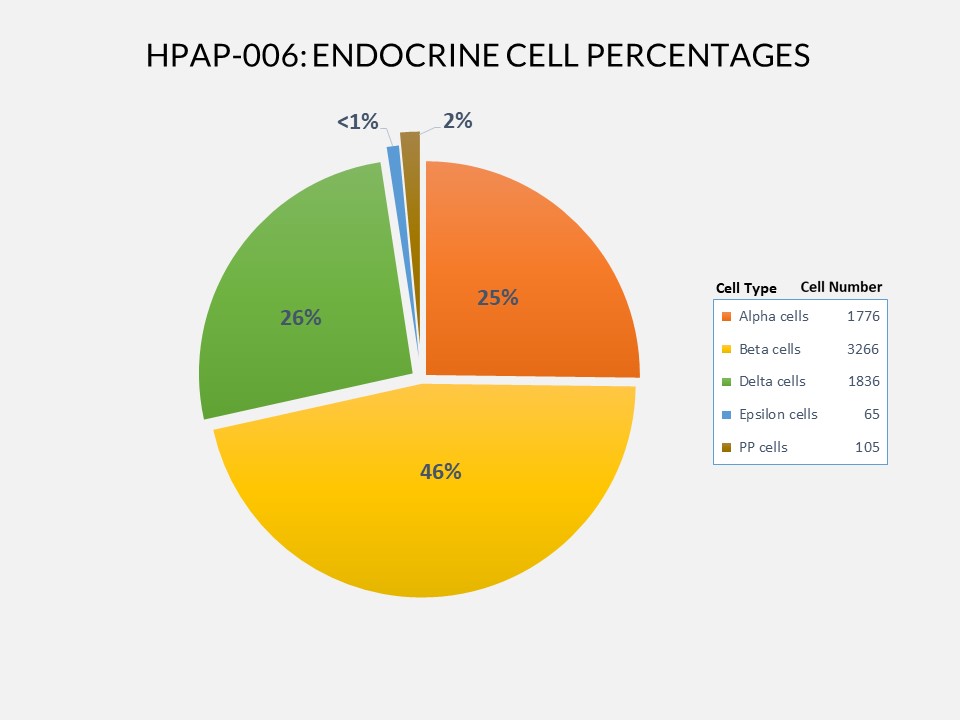 HPAP-006: ENDOCRINE CELL PERCENTAGES
<1% 2%
25%
26%
46%
Cell Type Cell Number
Alpha cells 1776
Beta cells 3266
Delta cells 1836
Epsilon cells 65
PP cells 105